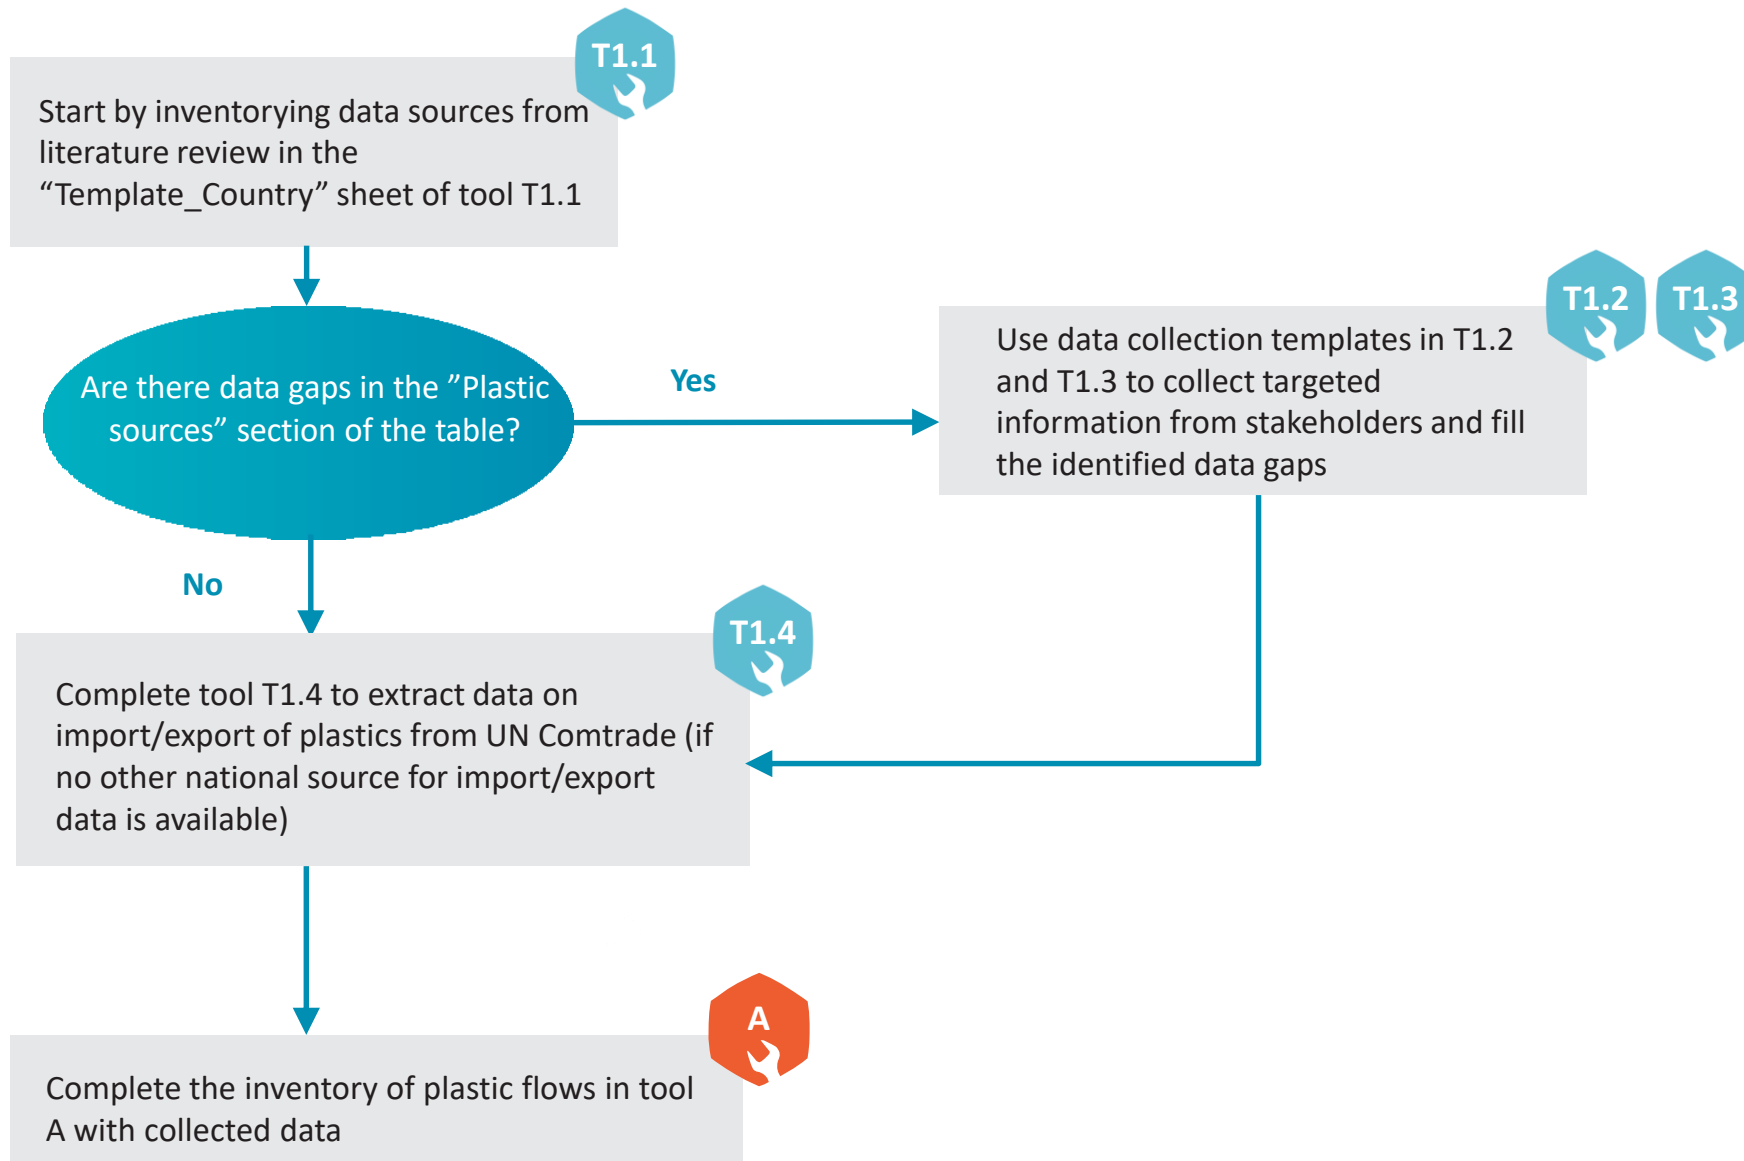 T1.1
Start by inventorying data sources from
literature review in the
“Template_Country” sheet of tool T1.1
Are there data gaps in the ”Plastic
sources” section of the table?
Yes
T1.2
T1.3
Use data collection templates in T1.2
and T1.3 to collect targeted
information from stakeholders and fill
the identified data gaps
No
T1.4
Complete tool T1.4 to extract data on
import/export of plastics from UN Comtrade (if
no other national source for import/export
data is available)
A
Complete the inventory of plastic flows in tool
A with collected data